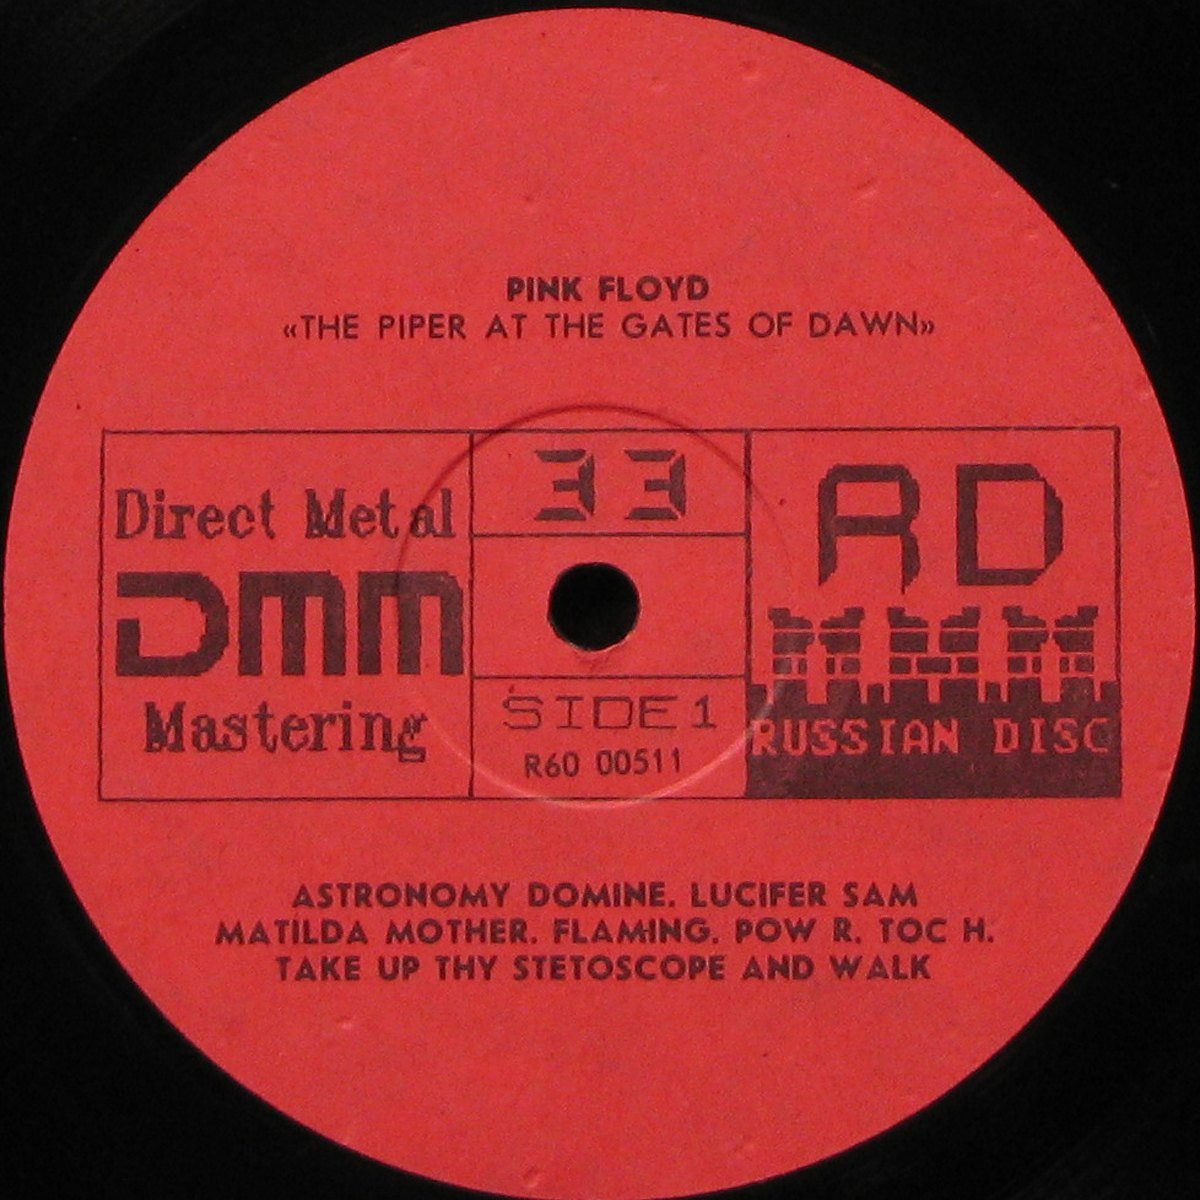 PINK FLOYD
«THE PIPER AT THE GATES OF DAWN»
Direct Metal
DMM
Mastering
33
SIDE 1
R60 00511
RD
RUSSIAN DISC
ASTRONOMY DOMINE. LUCIFER SAM
MATILDA MOTHER. FLAMING. POW R. TOC H.
TAKE UP THY STETOSCOPE AND WALK